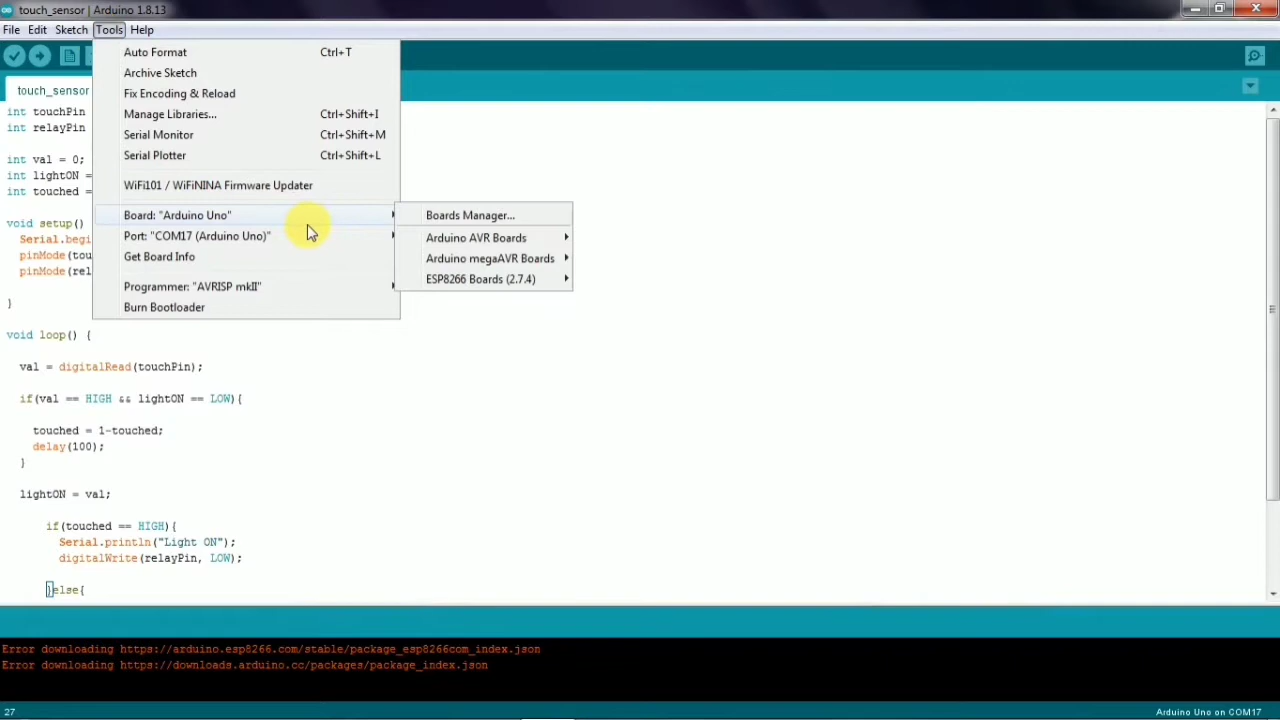 touch_sensor | Arduino 1.8.13
File Edit Sketch Tools Help
Auto Format Ctrl+T
Archive Sketch
Fix Encoding & Reload
Manage Libraries... Ctrl+Shift+I
Serial Monitor Ctrl+Shift+M
Serial Plotter Ctrl+Shift+L
WiFi101 / WiFiNINA Firmware Updater
Board: "Arduino Uno"
Port: "COM17 (Arduino Uno)"
Get Board Info
Programmer: "AVRISP mkII"
Burn Bootloader
Boards Manager...
Arduino AVR Boards
Arduino megaAVR Boards
ESP8266 Boards (2.7.4)
touch_sensor
int touchPin
int relayPin
int val = 0;
int lightON =
int touched =
void setup()
Serial.begi
pinMode(tou
pinMode(rel
}
void loop() {
val = digitalRead(touchPin);
if(val == HIGH && lightON == LOW){
touched = 1-touched;
delay(100);
}
lightON = val;
if(touched == HIGH){
Serial.println("Light ON");
digitalWrite(relayPin, LOW);
}else{
Error downloading https://arduino.esp8266.com/stable/package_esp8266com_index.json
Error downloading https://downloads.arduino.cc/packages/package_index.json
27 Arduino Uno on COM17